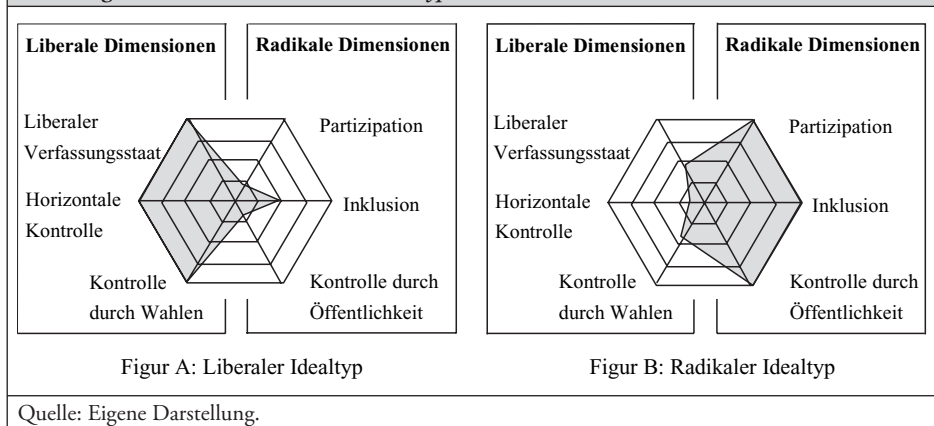 Liberale Dimensionen
Radikale Dimensionen
Liberaler
Verfassungsstaat
Partizipation
Horizontale
Kontrolle
Inklusion
Kontrolle
durch Wahlen
Kontrolle durch
Öffentlichkeit
Figur A: Liberaler Idealtyp
Liberale Dimensionen
Radikale Dimensionen
Liberaler
Verfassungsstaat
Partizipation
Horizontale
Kontrolle
Inklusion
Kontrolle
durch Wahlen
Kontrolle durch
Öffentlichkeit
Figur B: Radikaler Idealtyp
Quelle: Eigene Darstellung.